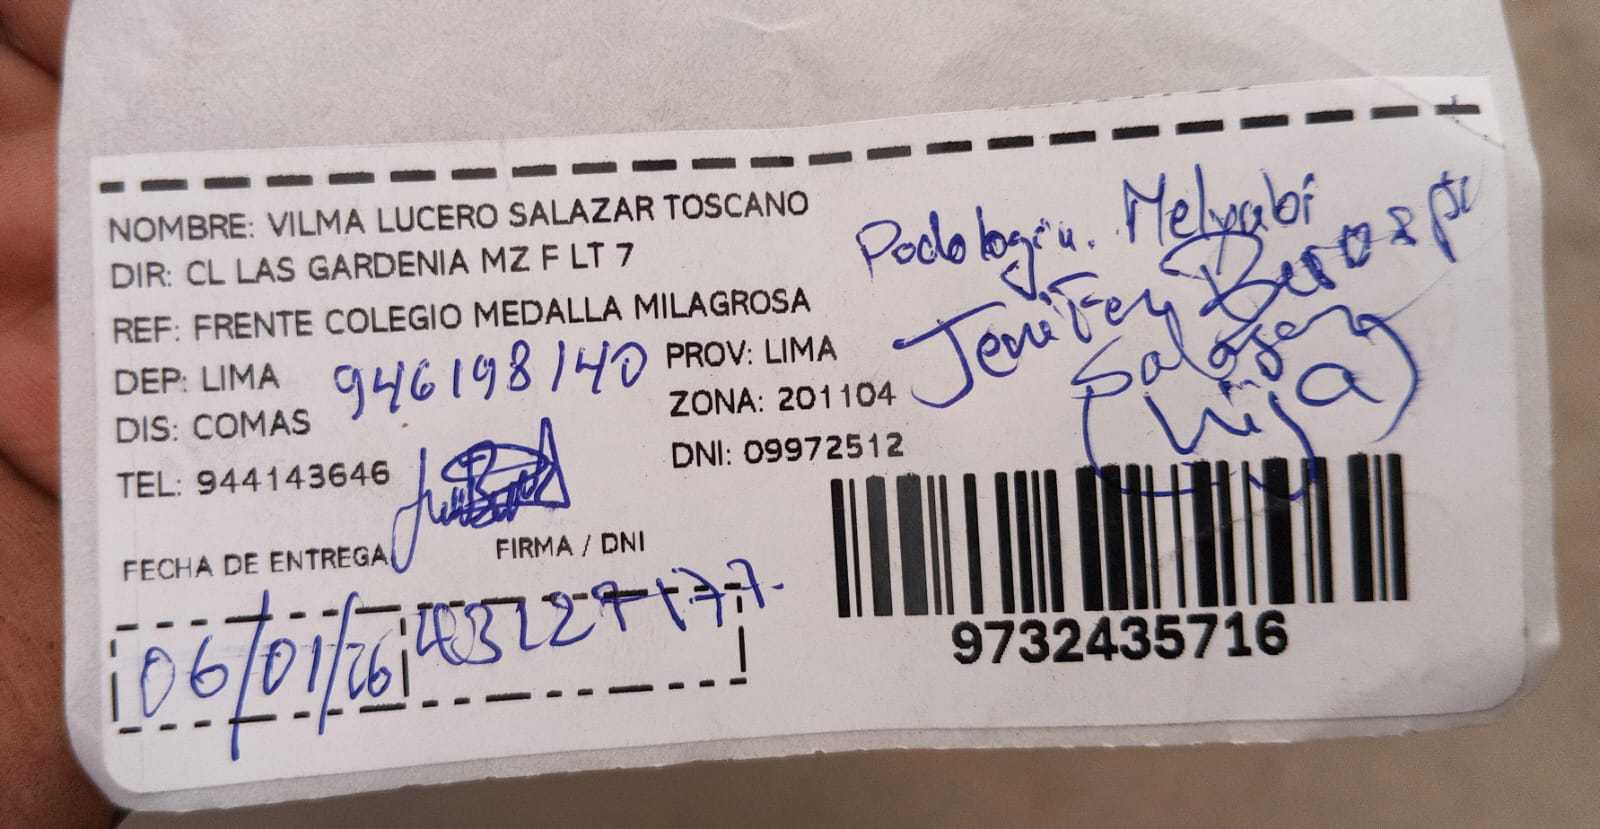 NOMBRE: VILMA LUCERO SALAZAR TOSCANO
DIR: CL LAS GARDENIA MZ F LT 7
REF: FRENTE COLEGIO MEDALLA MILAGROSA
DEP: LIMA
946198140
PROV: LIMA
DIS: COMAS
ZONA: 201104
TEL: 944143646
DNI: 09972512
FECHA DE ENTREGA
FIRMA / DNI
06/01/26
Podologia. Melyabi
Jenifer
Salazar
(hija)
9732435716